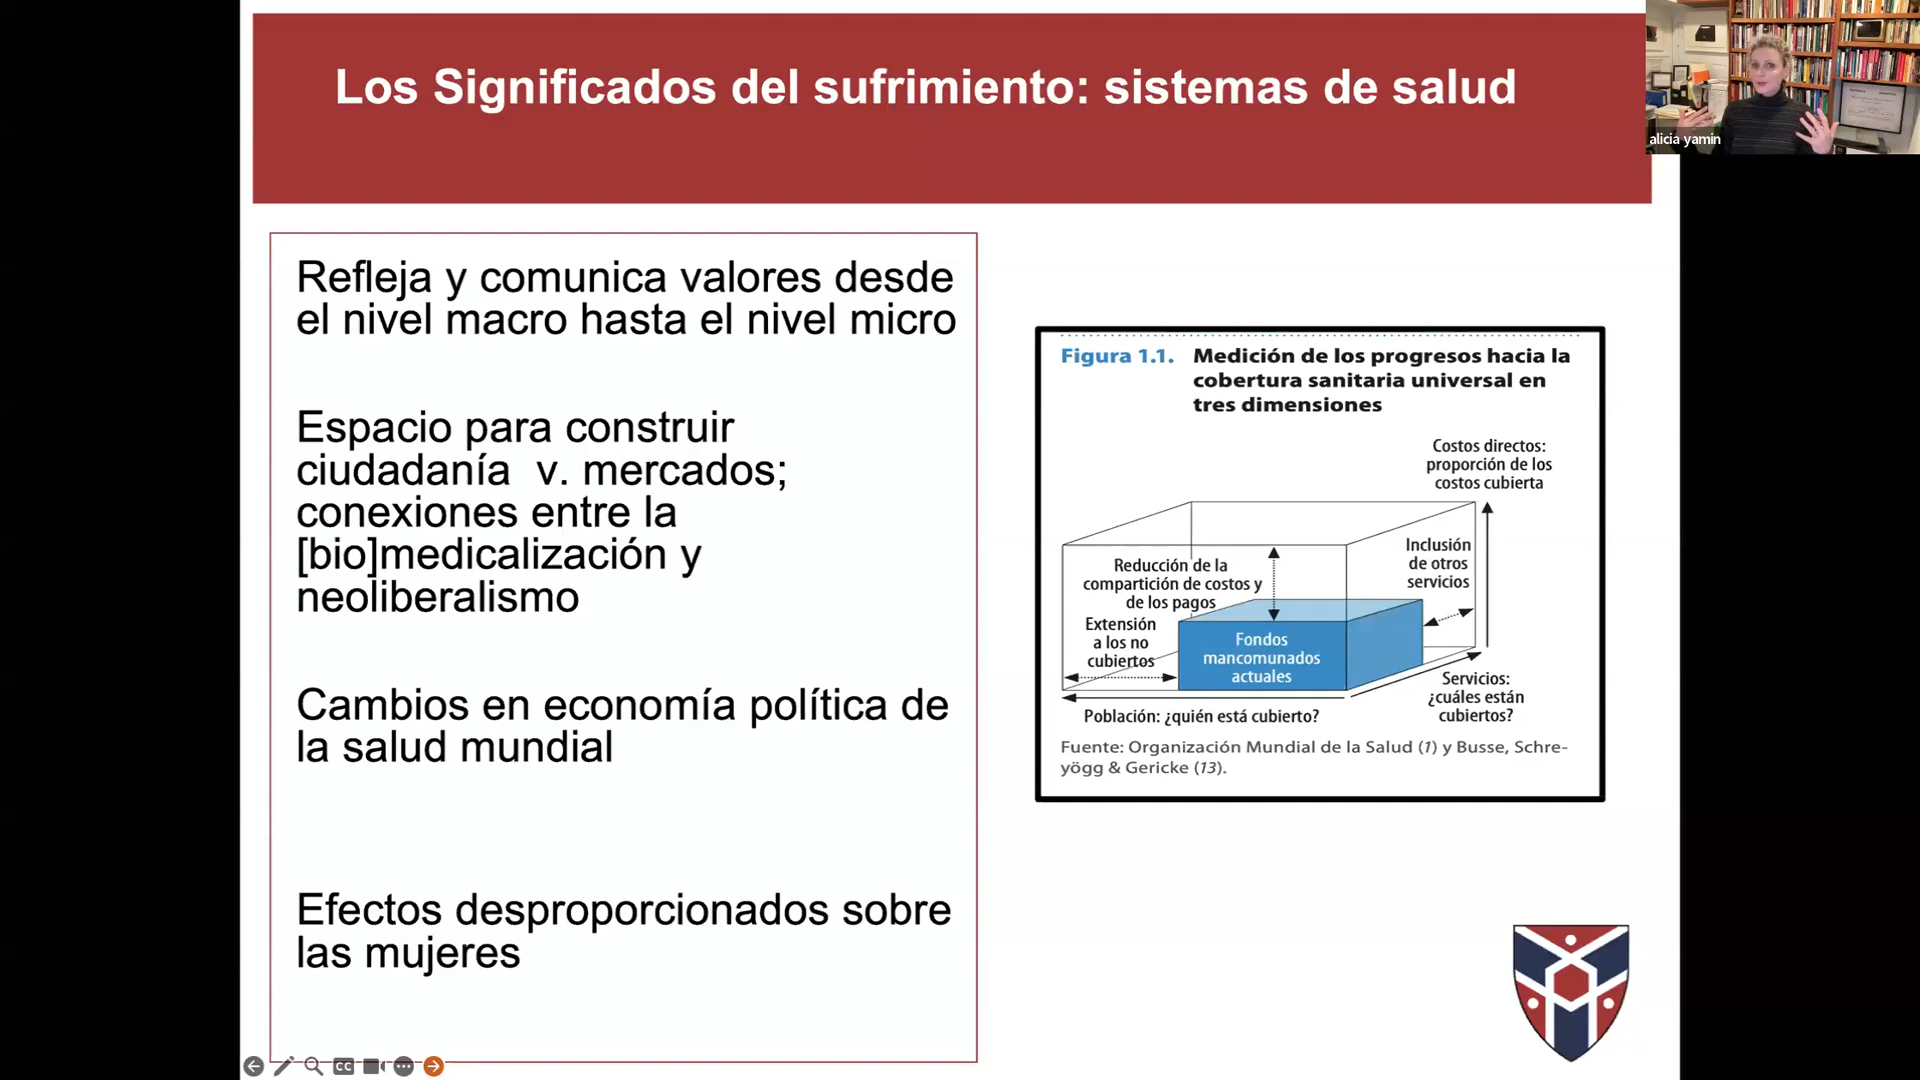 Los Significados del sufrimiento: sistemas de salud
alicia yamin
Refleja y comunica valores desde
el nivel macro hasta el nivel micro
Espacio para construir
ciudadanía v. mercados;
conexiones entre la
[bio]medicalización y
neoliberalismo
Cambios en economía política de
la salud mundial
Efectos desproporcionados sobre
las mujeres
Figura 1.1. Medición de los progresos hacia la
cobertura sanitaria universal en
tres dimensiones
Costos directos:
proporción de los
costos cubierta
Reducción de la
compartición de costos y
de los pagos
Inclusión
de otros
servicios
Extensión
a los no
cubiertos
Fondos
mancomunados
actuales
Servicios:
¿cuáles están
cubiertos?
Población: ¿quién está cubierto?
Fuente: Organización Mundial de la Salud (1) y Busse, Schre-
yögg & Gericke (13).
CC